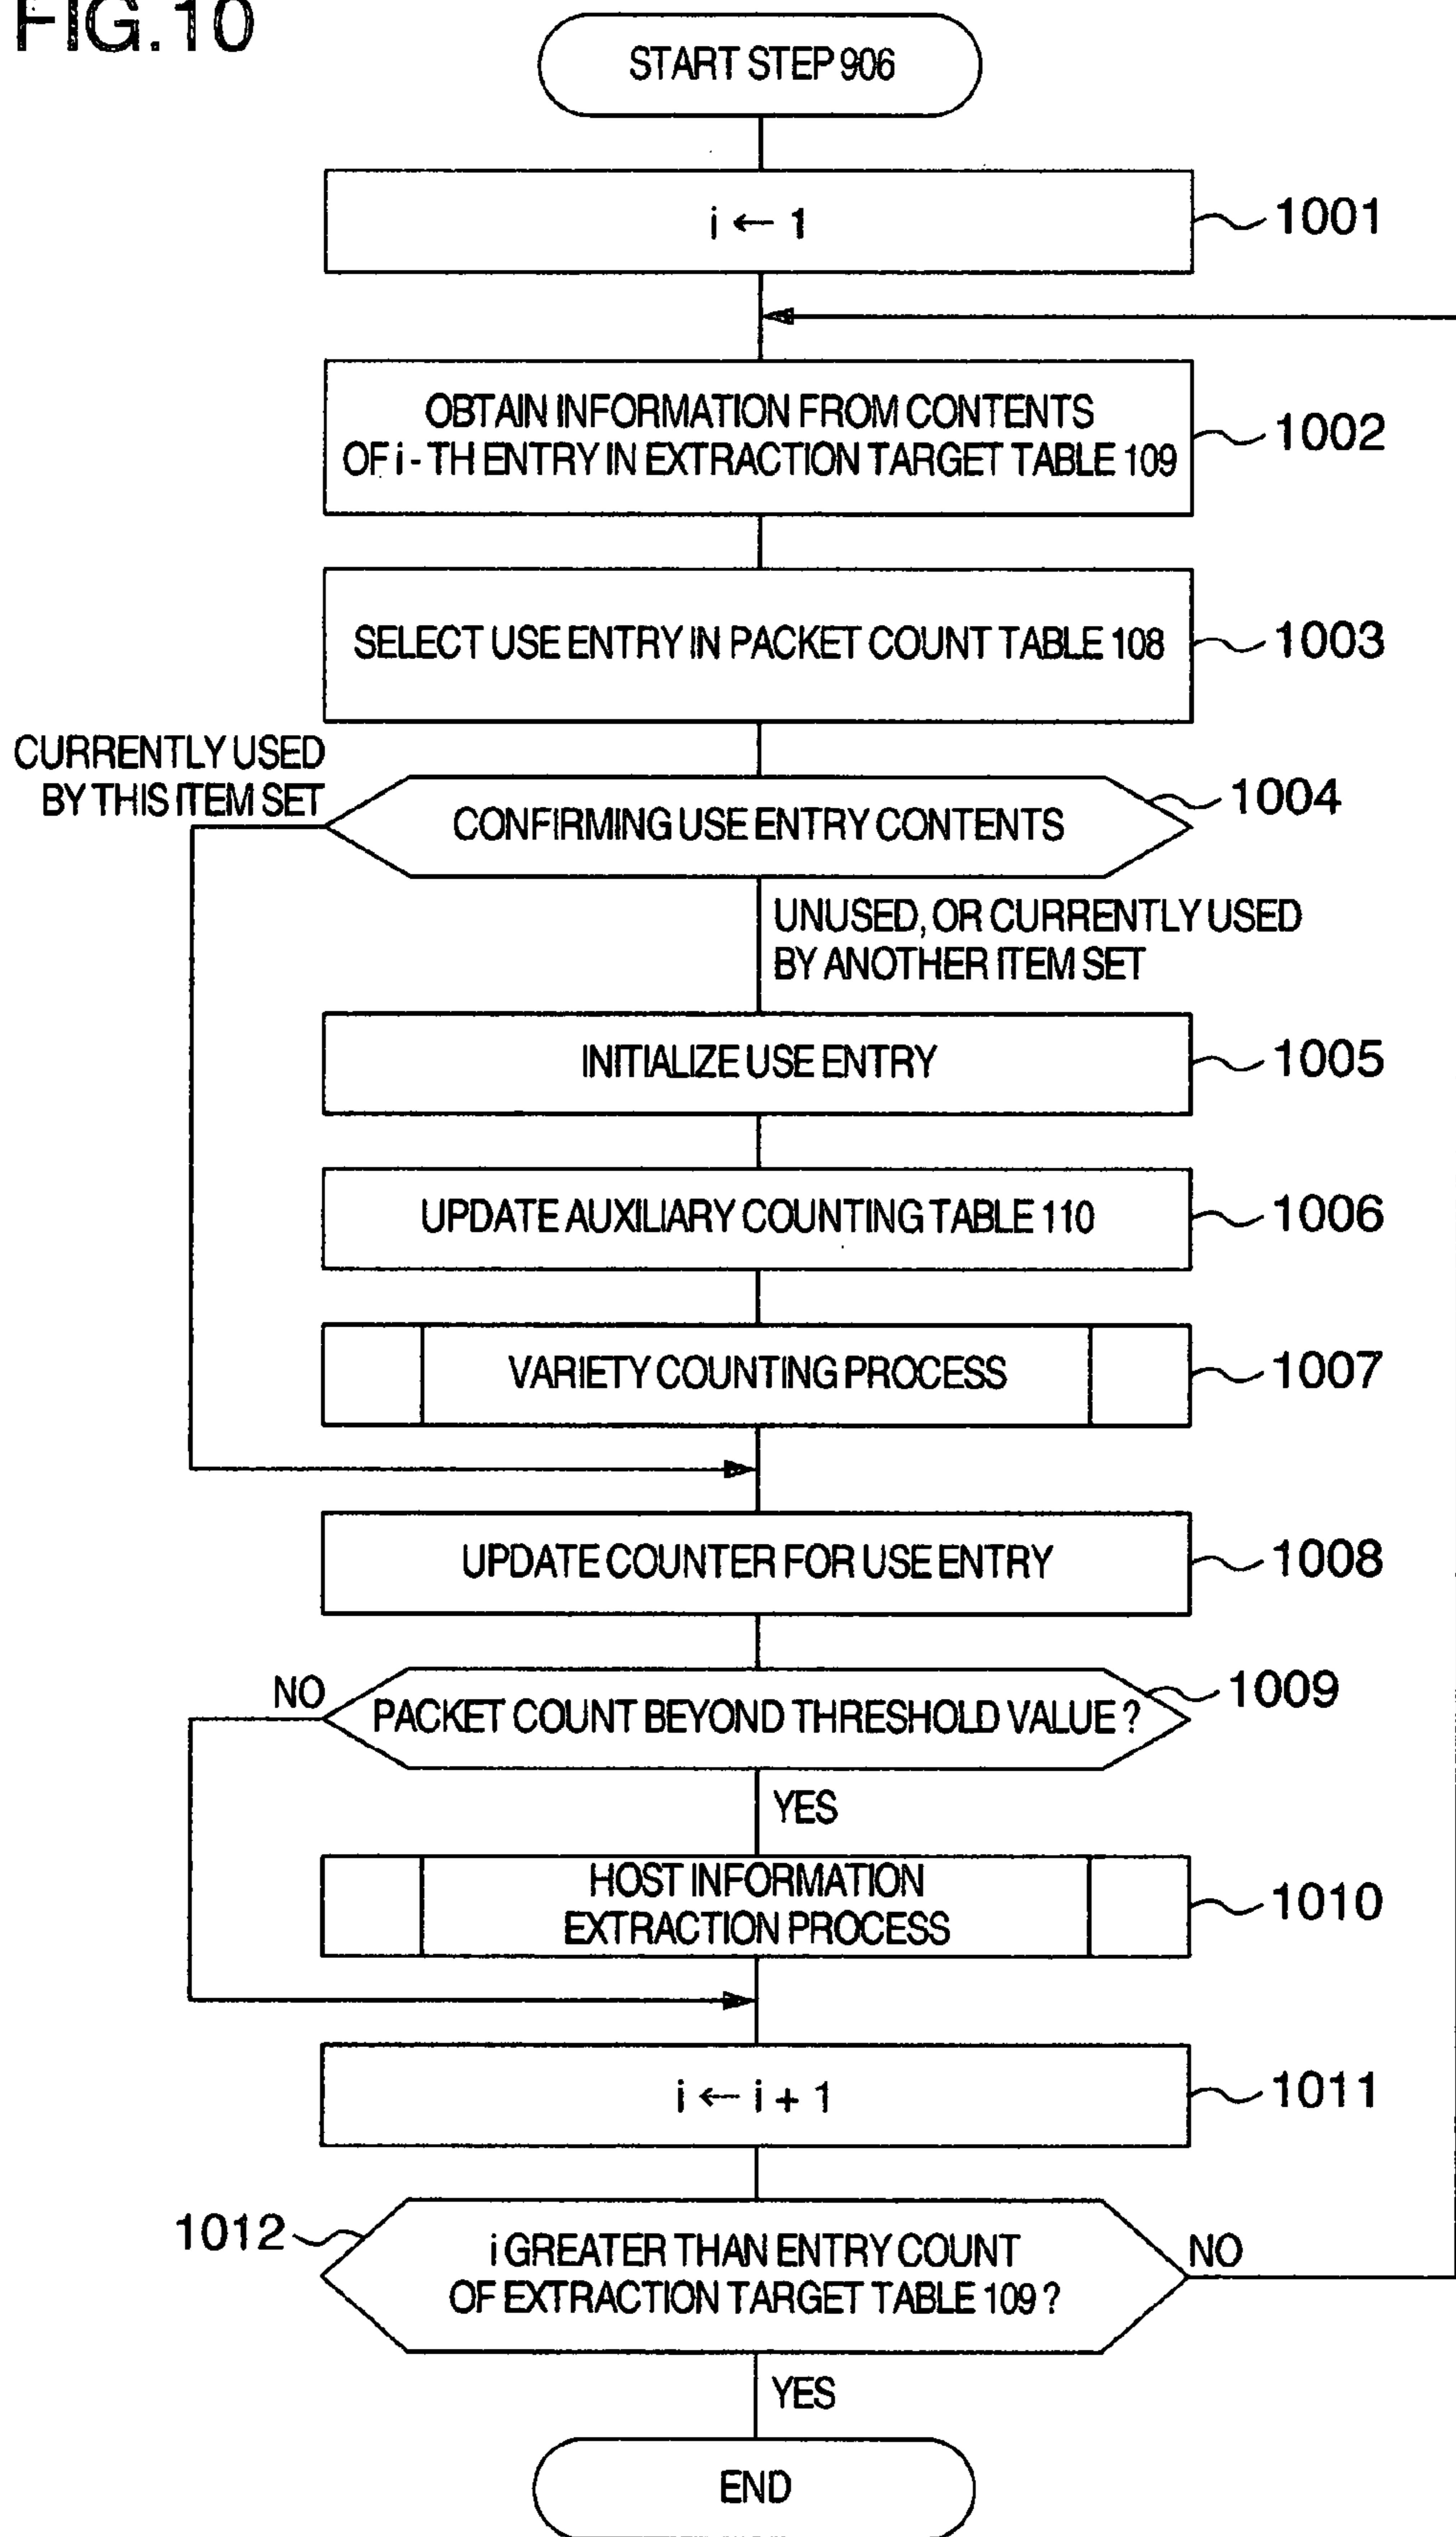 FIG.10
START STEP 906
i ← 1
1001
OBTAIN INFORMATION FROM CONTENTS
OF i - TH ENTRY IN EXTRACTION TARGET TABLE 109
1002
SELECT USE ENTRY IN PACKET COUNT TABLE 108
1003
CURRENTLY USED
BY THIS ITEM SET
CONFIRMING USE ENTRY CONTENTS
1004
UNUSED, OR CURRENTLY USED
BY ANOTHER ITEM SET
INITIALIZE USE ENTRY
1005
UPDATE AUXILIARY COUNTING TABLE 110
1006
VARIETY COUNTING PROCESS
1007
UPDATE COUNTER FOR USE ENTRY
1008
NO
PACKET COUNT BEYOND THRESHOLD VALUE ?
1009
YES
HOST INFORMATION
EXTRACTION PROCESS
1010
i ← i + 1
1011
1012
i GREATER THAN ENTRY COUNT
OF EXTRACTION TARGET TABLE 109 ?
NO
YES
END